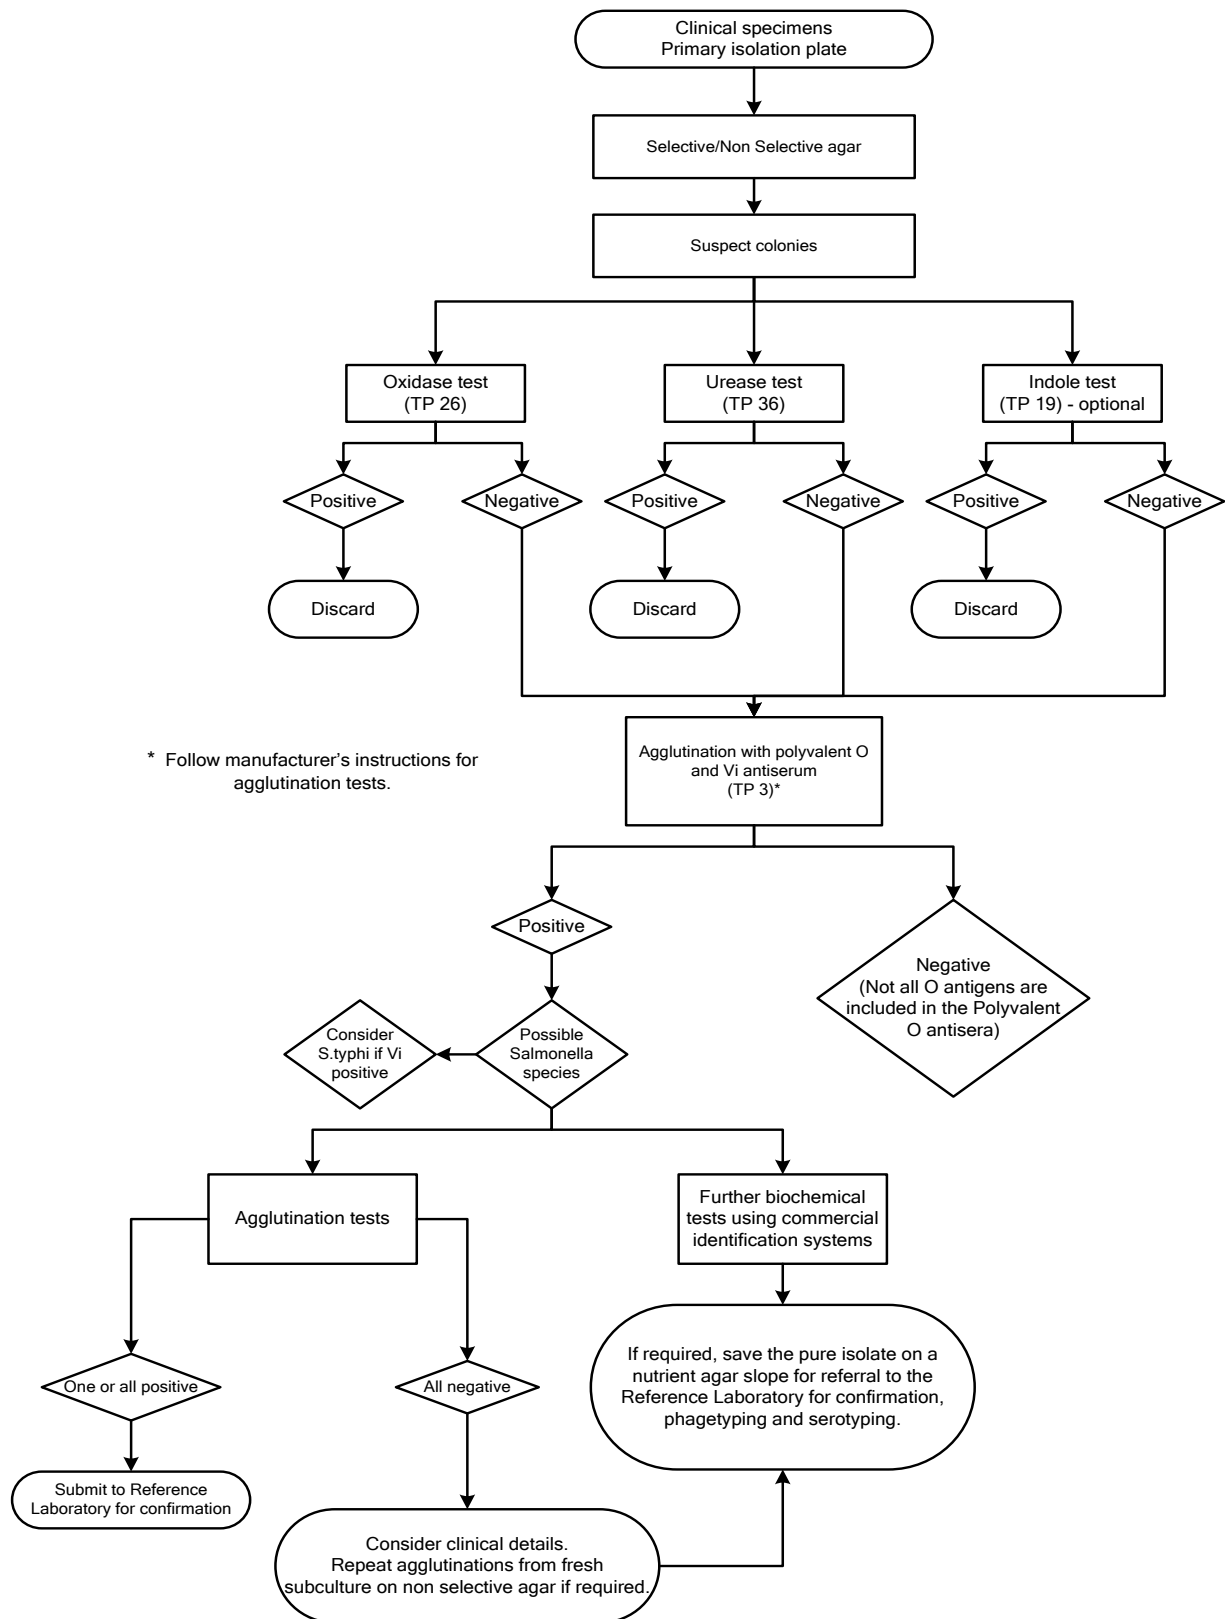 Clinical specimens
Primary isolation plate
Selective/Non Selective agar
Suspect colonies
Oxidase test
(TP 26)
Urease test
(TP 36)
Indole test
(TP 19) - optional
Positive
Negative
Positive
Negative
Positive
Negative
Discard
Discard
Discard
* Follow manufacturer's instructions for
agglutination tests.
Agglutination with polyvalent O
and Vi antiserum
(TP 3)*
Positive
Negative
(Not all O antigens are
included in the Polyvalent
O antisera)
Consider
S.typhi if Vi
positive
Possible
Salmonella
species
Agglutination tests
Further biochemical
tests using commercial
identification systems
One or all positive
All negative
If required, save the pure isolate on a
nutrient agar slope for referral to the
Reference Laboratory for confirmation,
phagetyping and serotyping.
Submit to Reference
Laboratory for confirmation
Consider clinical details.
Repeat agglutinations from fresh
subculture on non selective agar if required.